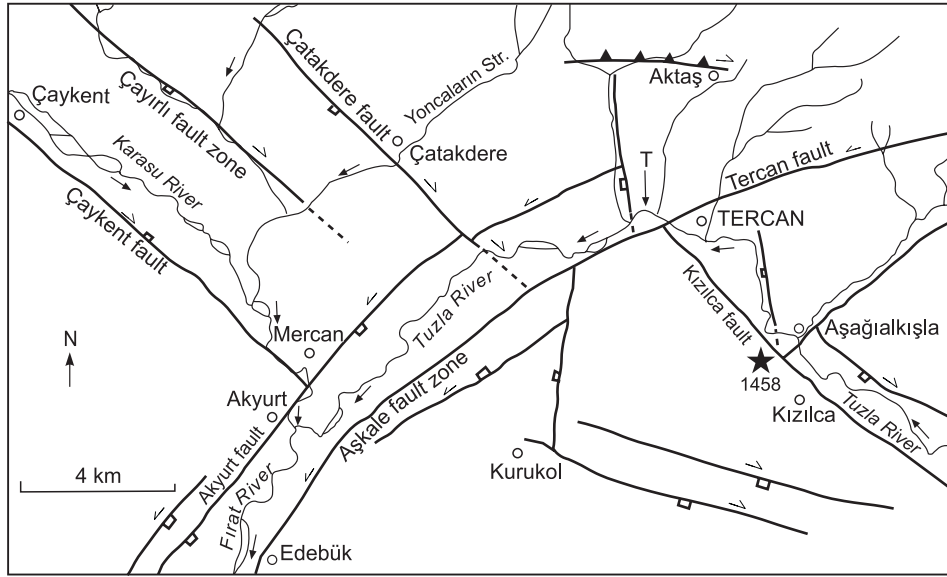 Çaykent
Çayırlı fault zone
Çatakdere fault
Yoncaların Str.
Aktaş
Karasu River
Çatakdere
T
Tercan fault
TERCAN
Çaykent fault
Tuzla River
Kızılca fault
Aşağıalkışla
N
Mercan
1458
Akyurt
Kızılca
Tuzla River
Aşkale fault zone
Akyurt fault
Kurukol
4 km
Fırat River
Edebük